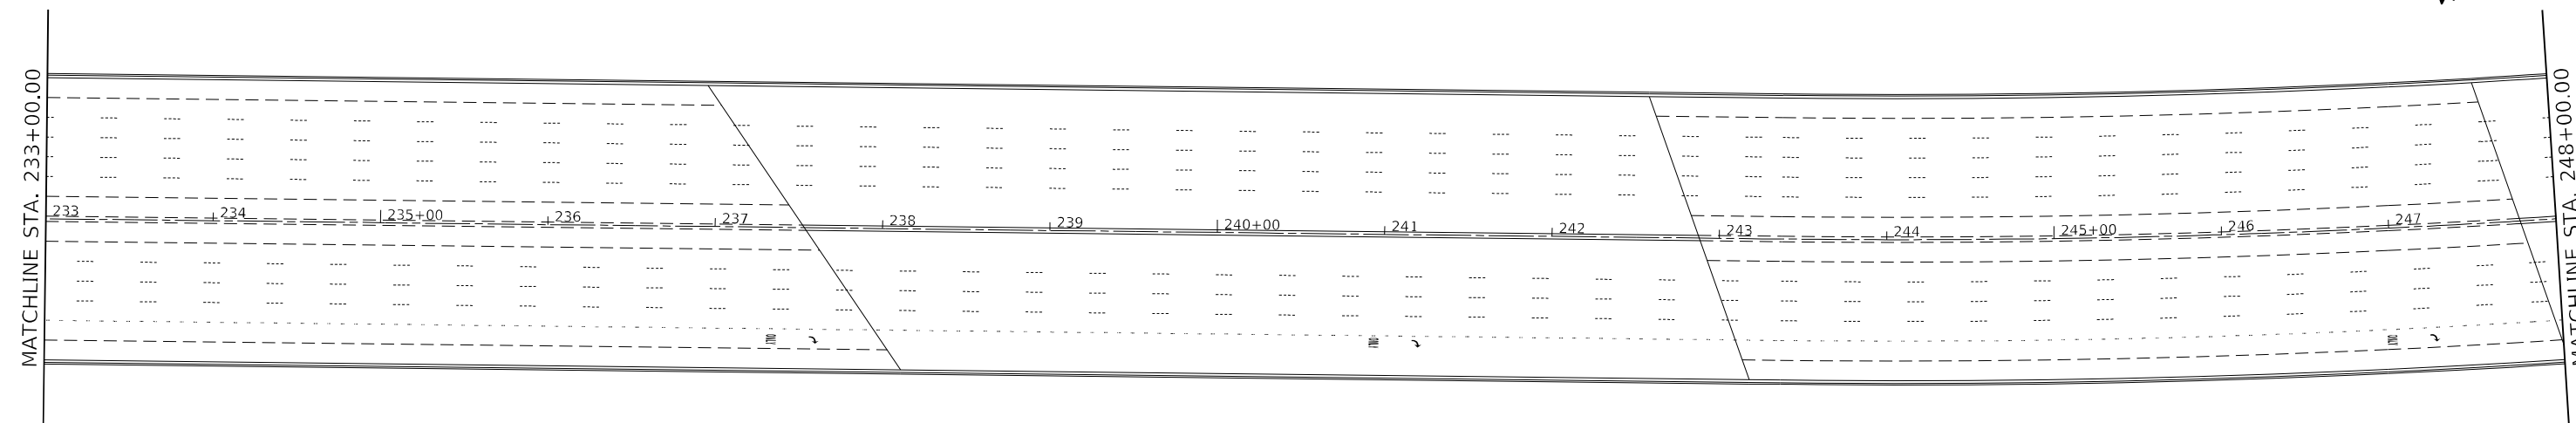 MATCHLINE STA. 233+00.00
233 234 235+00 236 237 238 239 240+00 241 242 243 244 245+00 246 247
MATCHLINE STA. 248+00.00